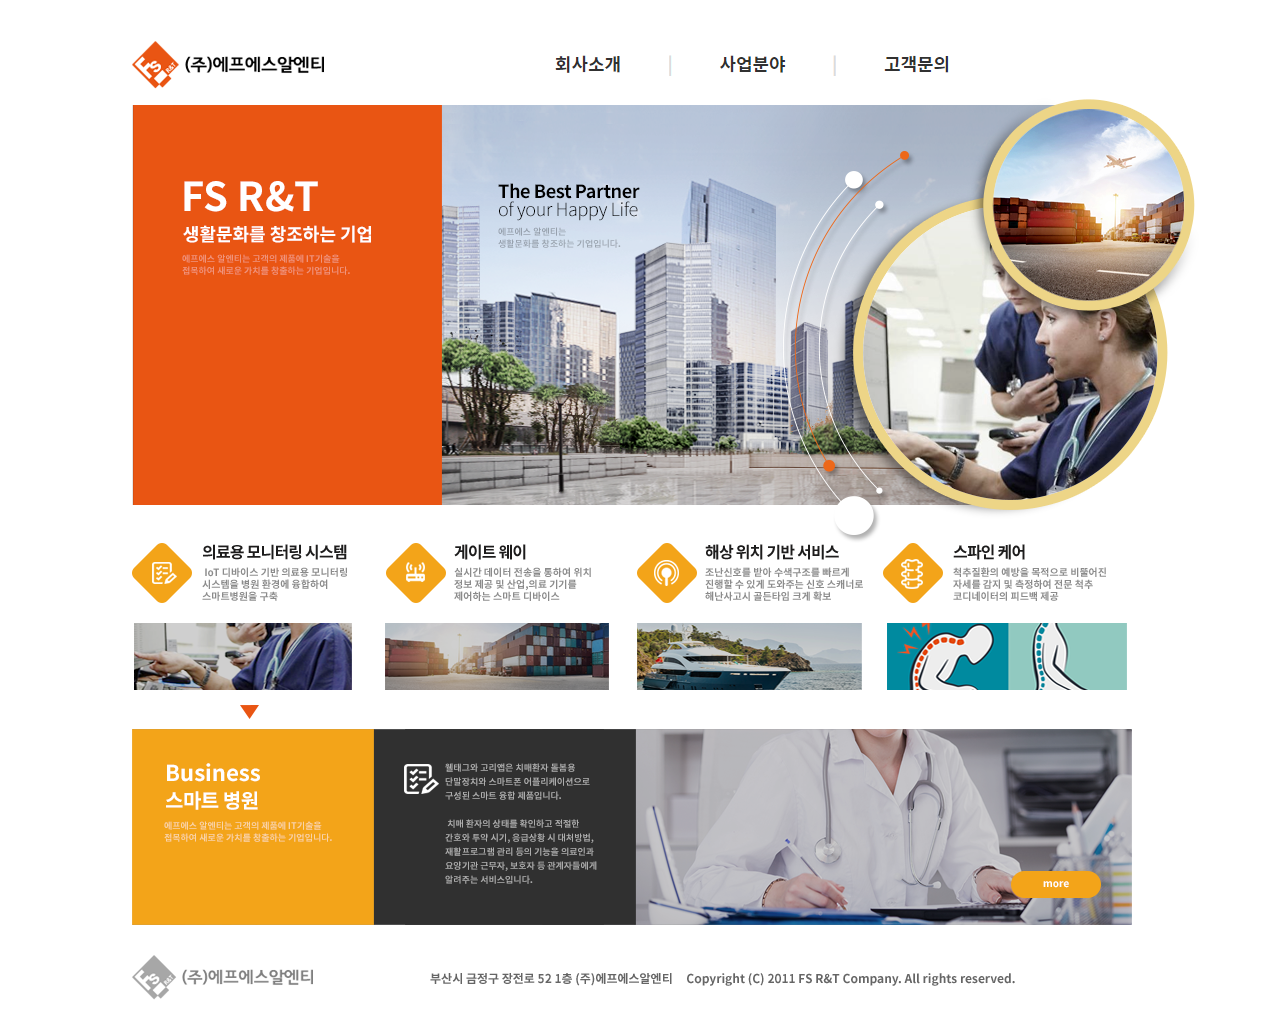 FS R&T
(주)에프에스알엔티
회사소개
사업분야
고객문의
FS R&T
생활문화를 창조하는 기업
에프에스 알엔티는 고객의 제품에 IT기술을
접목하여 새로운 가치를 창출하는 기업입니다.
The Best Partner
of your Happy Life
에프에스 알엔티는
생활문화를 창조하는 기업입니다.
의료용 모니터링 시스템
IoT 디바이스 기반 의료용 모니터링
시스템을 병원 환경에 융합하여
스마트병원을 구축
게이트 웨이
실시간 데이터 전송을 통하여 위치
정보 제공 및 산업,의료 기기를
제어하는 스마트 디바이스
해상 위치 기반 서비스
조난신호를 받아 수색구조를 빠르게
진행할 수 있게 도와주는 신호 스캐너로
해난사고시 골든타임 크게 확보
스파인 케어
척추질환의 예방을 목적으로 비뚤어진
자세를 감지 및 측정하여 전문 척추
코디네이터의 피드백 제공
Business
스마트 병원
에프에스 알엔티는 고객의 제품에 IT기술을
접목하여 새로운 가치를 창출하는 기업입니다.
웰태그와 고리앱은 치매환자 돌봄용
단말장치와 스마트폰 어플리케이션으로
구성된 스마트 융합 제품입니다.
치매 환자의 상태를 확인하고 적절한
간호와 투약 시기, 응급상황 시 대처방법,
재활프로그램 관리 등의 기능을 의료인과
요양기관 근무자, 보호자 등 관계자들에게
알려주는 서비스입니다.
more
FS R&T
(주)에프에스알엔티
부산시 금정구 장전로 52 1층 (주)에프에스알엔티 Copyright (C) 2011 FS R&T Company. All rights reserved.